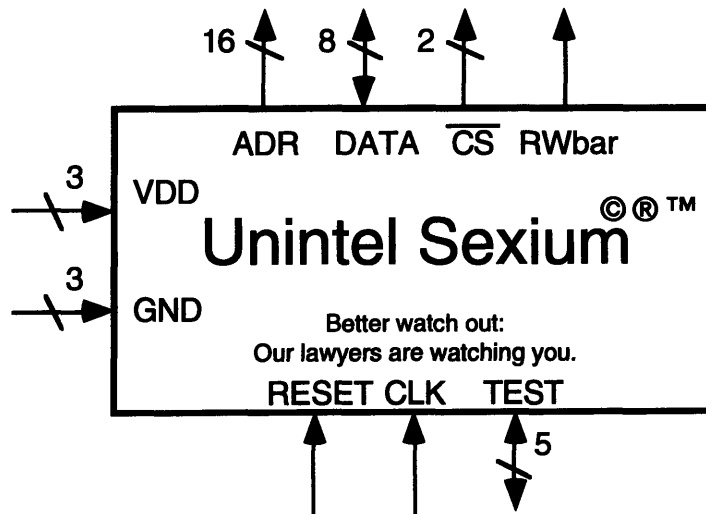 16 8 2
ADR DATA C̅S̅ RWbar
3
VDD
©®™
Unintel Sexium
3
GND
Better watch out:
Our lawyers are watching you.
RESET CLK TEST
5